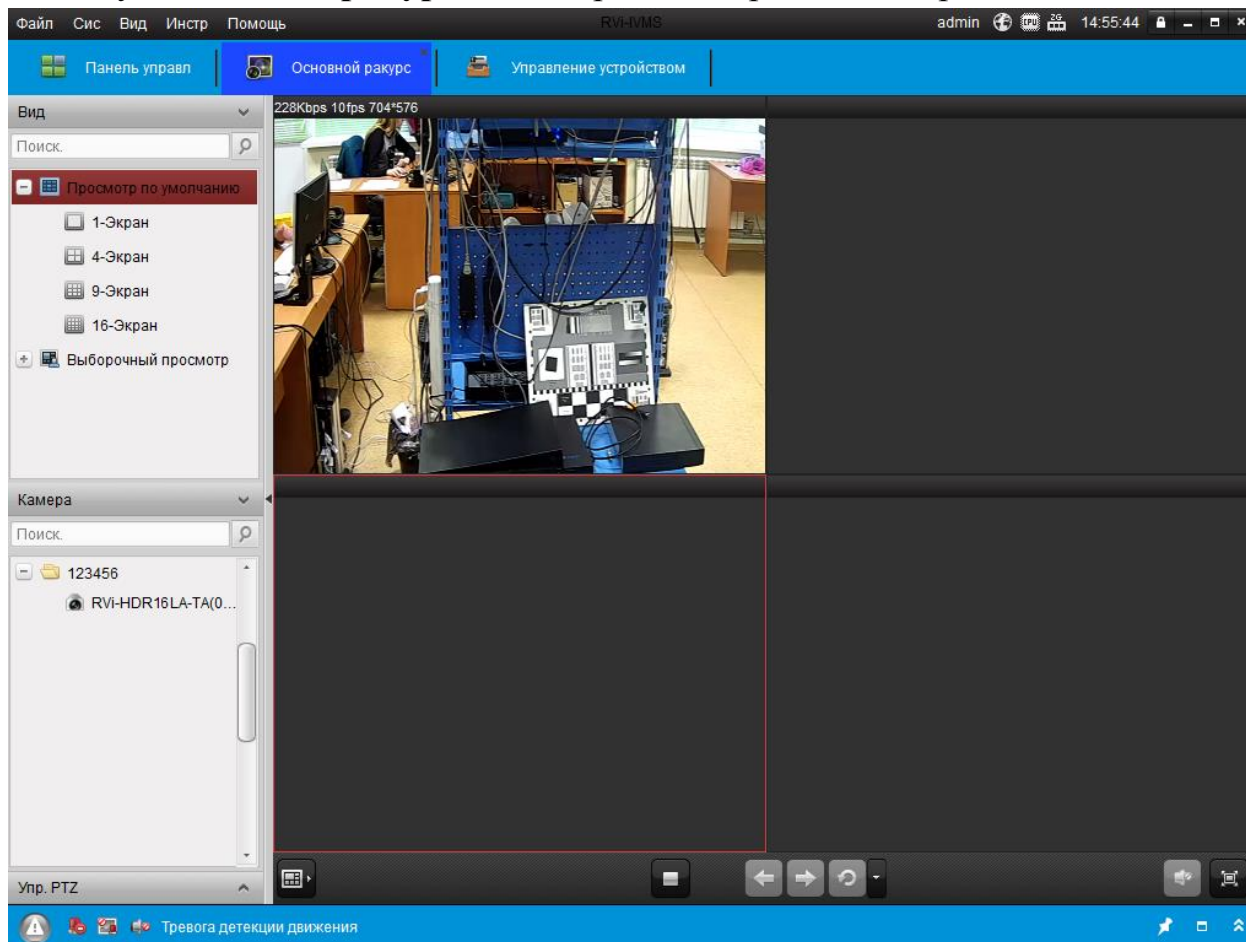 Файл Сис Вид Инстр Помощь RVi-IVMS admin 14:55:44
Панель управл Основной ракурс Управление устройством
Вид
228Kbps 10fps 704*576
Поиск.
Просмотр по умолчанию
1-Экран
4-Экран
9-Экран
16-Экран
Выборочный просмотр
Камера
Поиск.
123456
RVi-HDR16LA-TA(0...
Упр. PTZ
Тревога детекции движения